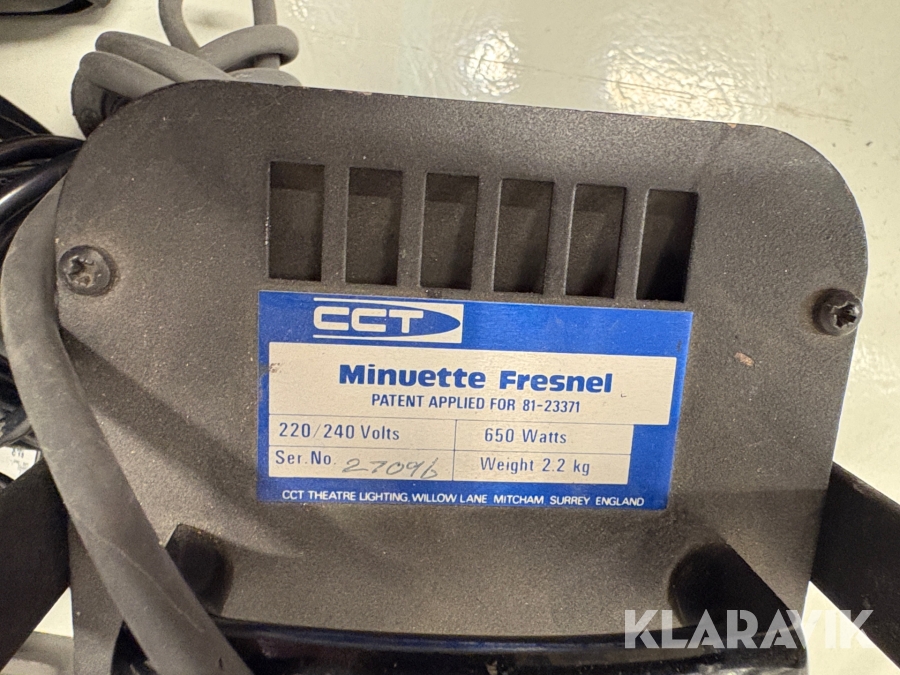 CCT
Minuette Fresnel
PATENT APPLIED FOR 81-23371
220/240 Volts 650 Watts
Ser. No. 27096 Weight 2.2 kg
CCT THEATRE LIGHTING, WILLOW LANE MITCHAM SURREY ENGLAND
KLARAVIK